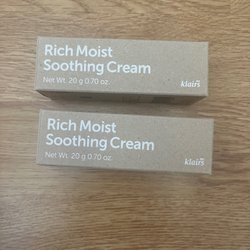 Rich Moist
Soothing Cream
Net Wt. 20 g 0.70 oz.
klairs
Rich Moist
Soothing Cream
Net Wt. 20 g 0.70 oz.
klairs